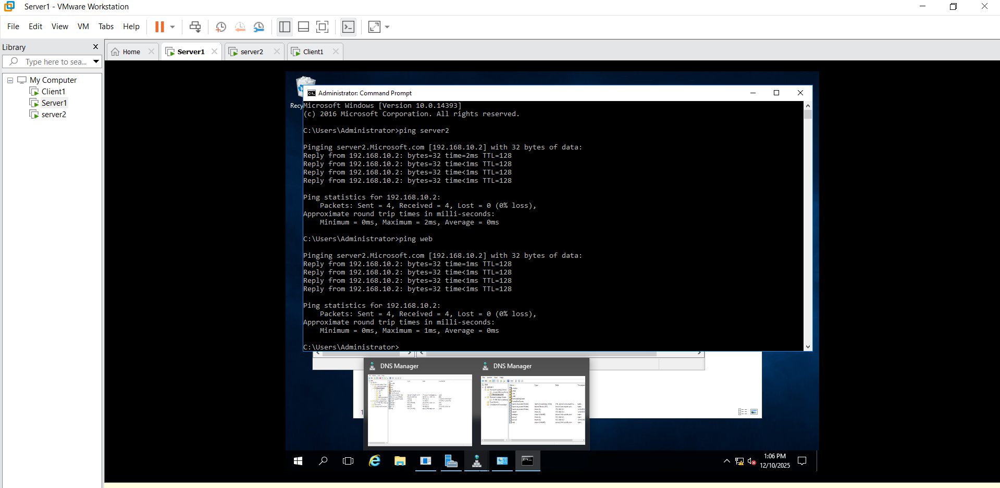 Server1 - VMware Workstation
File Edit View VM Tabs Help
Library
Type here to sea...
My Computer
Client1
Server1
server2
Home
Server1
server2
Client1
Recy
Administrator: Command Prompt
Microsoft Windows [Version 10.0.14393]
(c) 2016 Microsoft Corporation. All rights reserved.
C:\Users\Administrator>ping server2
Pinging server2.Microsoft.com [192.168.10.2] with 32 bytes of data:
Reply from 192.168.10.2: bytes=32 time=2ms TTL=128
Reply from 192.168.10.2: bytes=32 time<1ms TTL=128
Reply from 192.168.10.2: bytes=32 time<1ms TTL=128
Reply from 192.168.10.2: bytes=32 time<1ms TTL=128
Ping statistics for 192.168.10.2:
Packets: Sent = 4, Received = 4, Lost = 0 (0% loss),
Approximate round trip times in milli-seconds:
Minimum = 0ms, Maximum = 2ms, Average = 0ms
C:\Users\Administrator>ping web
Pinging server2.Microsoft.com [192.168.10.2] with 32 bytes of data:
Reply from 192.168.10.2: bytes=32 time=1ms TTL=128
Reply from 192.168.10.2: bytes=32 time<1ms TTL=128
Reply from 192.168.10.2: bytes=32 time<1ms TTL=128
Reply from 192.168.10.2: bytes=32 time<1ms TTL=128
Ping statistics for 192.168.10.2:
Packets: Sent = 4, Received = 4, Lost = 0 (0% loss),
Approximate round trip times in milli-seconds:
Minimum = 0ms, Maximum = 1ms, Average = 0ms
C:\Users\Administrator>
DNS Manager
DNS Manager
1:06 PM
12/10/2025